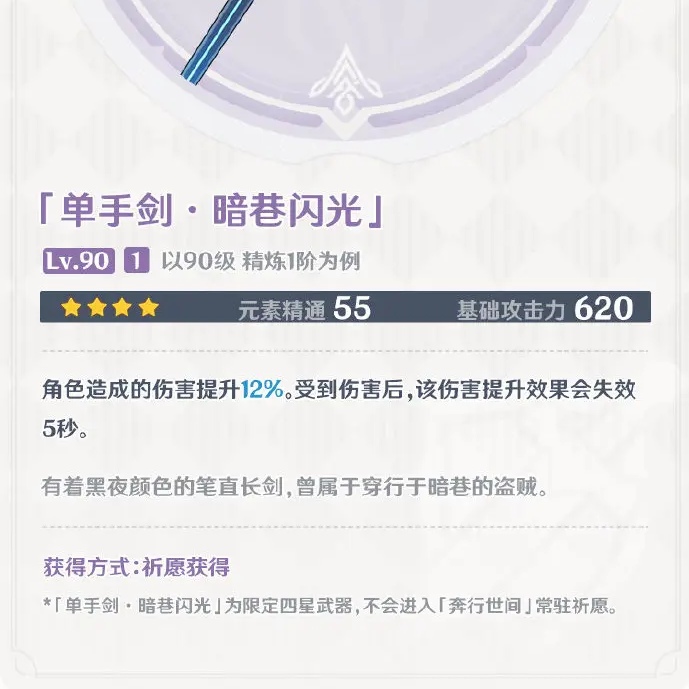 「单手剑·暗巷闪光」
Lv.90 1 以90级 精炼1阶为例
元素精通 55 基础攻击力 620
角色造成的伤害提升12%。受到伤害后,该伤害提升效果会失效
5秒。
有着黑夜颜色的笔直长剑,曾属于穿行于暗巷的盗贼。
获得方式:祈愿获得
*「单手剑·暗巷闪光」为限定四星武器,不会进入「奔行世间」常驻祈愿。